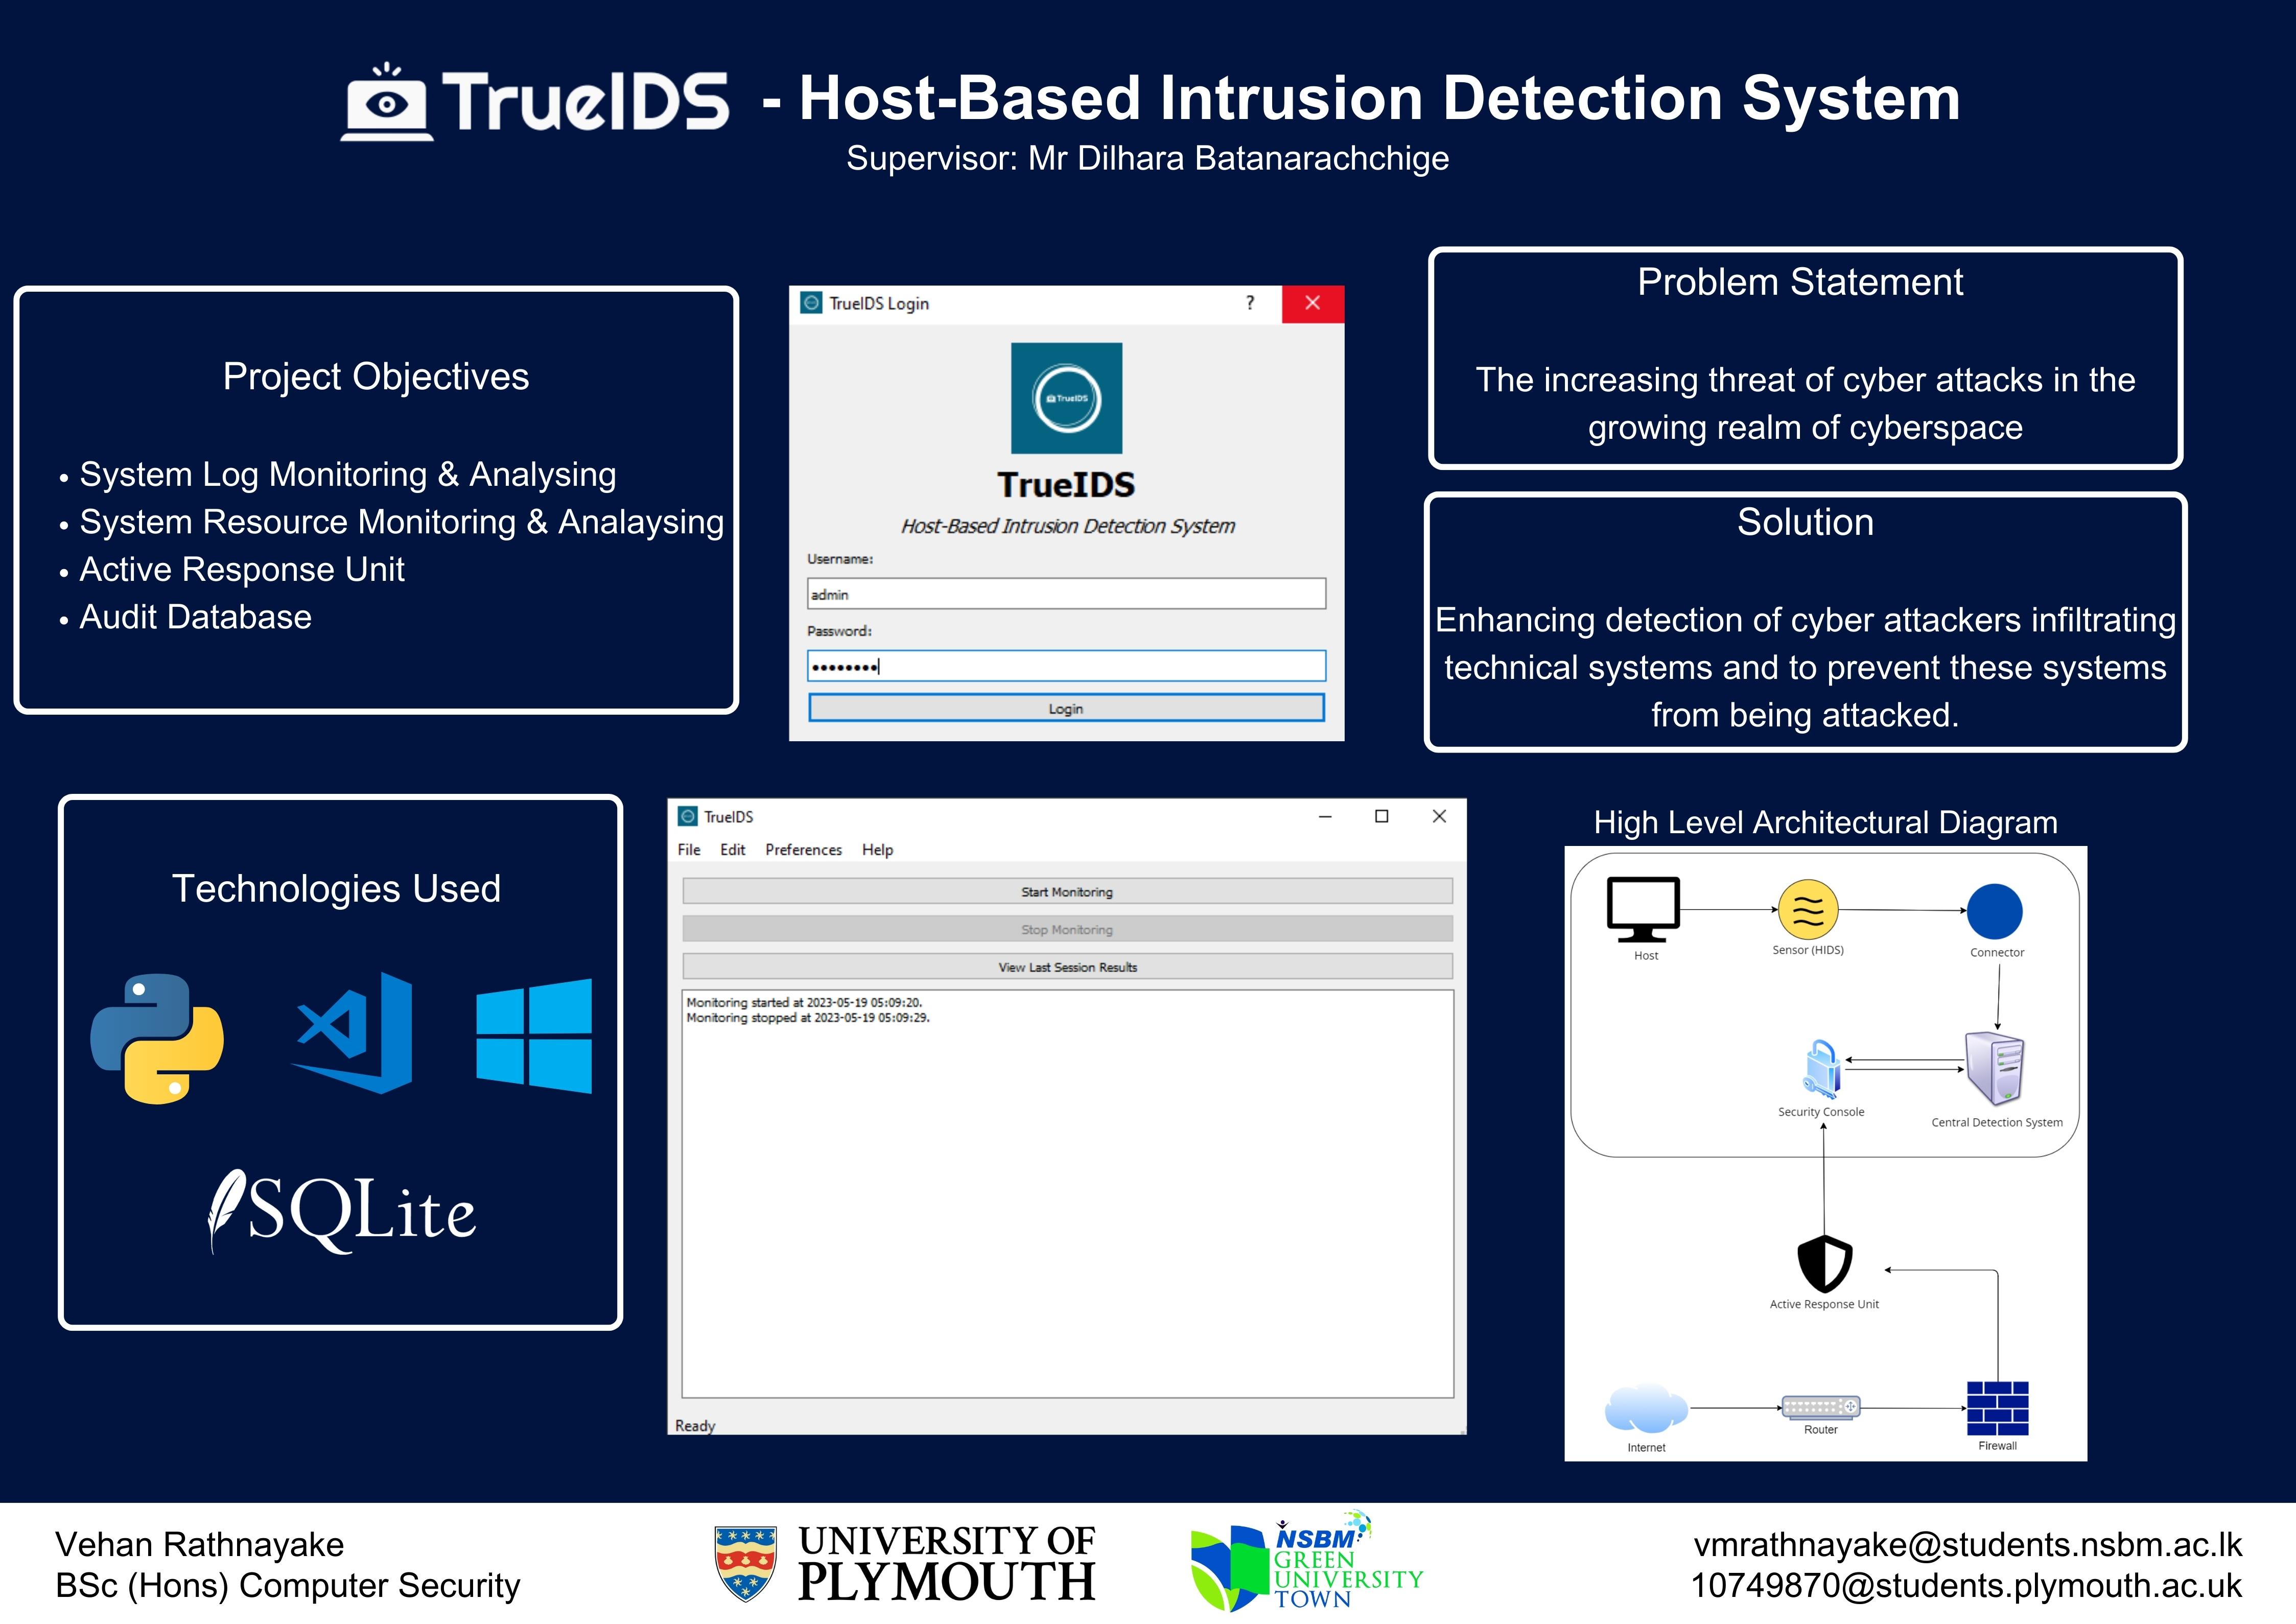 TrueIDS - Host-Based Intrusion Detection System
Supervisor: Mr Dilhara Batanarachchige
Project Objectives
• System Log Monitoring & Analysing
• System Resource Monitoring & Analaysing
• Active Response Unit
• Audit Database
TrueIDS Login
?
TrueIDS
TrueIDS
Host-Based Intrusion Detection System
Username:
admin
Password:
••••••••
Login
Problem Statement
The increasing threat of cyber attacks in the
growing realm of cyberspace
Solution
Enhancing detection of cyber attackers infiltrating
technical systems and to prevent these systems
from being attacked.
Technologies Used
SQLite
TrueIDS
File Edit Preferences Help
Start Monitoring
Stop Monitoring
View Last Session Results
Monitoring started at 2023-05-19 05:09:20.
Monitoring stopped at 2023-05-19 05:09:29.
Ready
High Level Architectural Diagram
Host
Sensor (HIDS)
Connector
Security Console
Central Detection System
Active Response Unit
Internet
Router
Firewall
Vehan Rathnayake
BSc (Hons) Computer Security
UNIVERSITY OF
PLYMOUTH
NSBM
GREEN
UNIVERSITY
TOWN
vmrathnayake@students.nsbm.ac.lk
10749870@students.plymouth.ac.uk